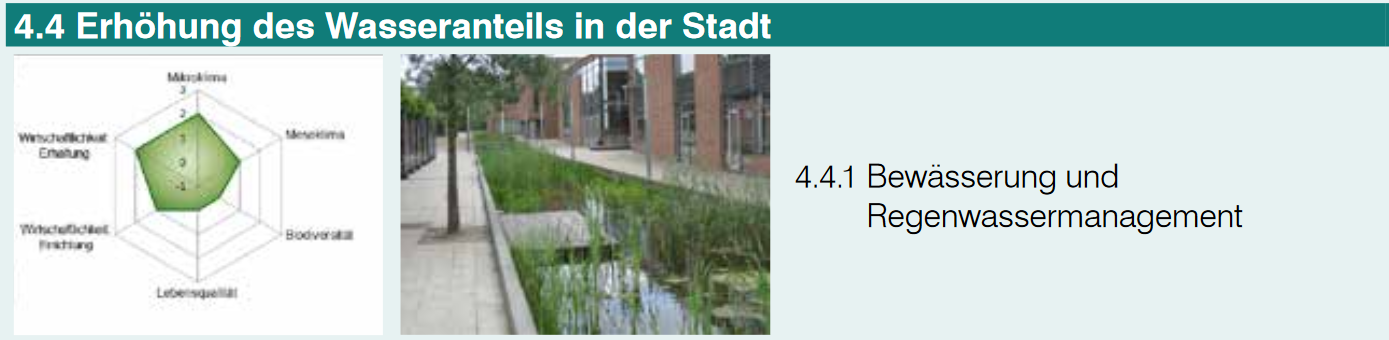 4.4 Erhöhung des Wasseranteils in der Stadt
Mikroklima
3
2
1
0
-1
Mesoklima
Wirtschaftlichkeit
Erhaltung
Wirtschaftlichkeit
Errichtung
Biodiversität
Lebensqualität
4.4.1 Bewässerung und
Regenwassermanagement